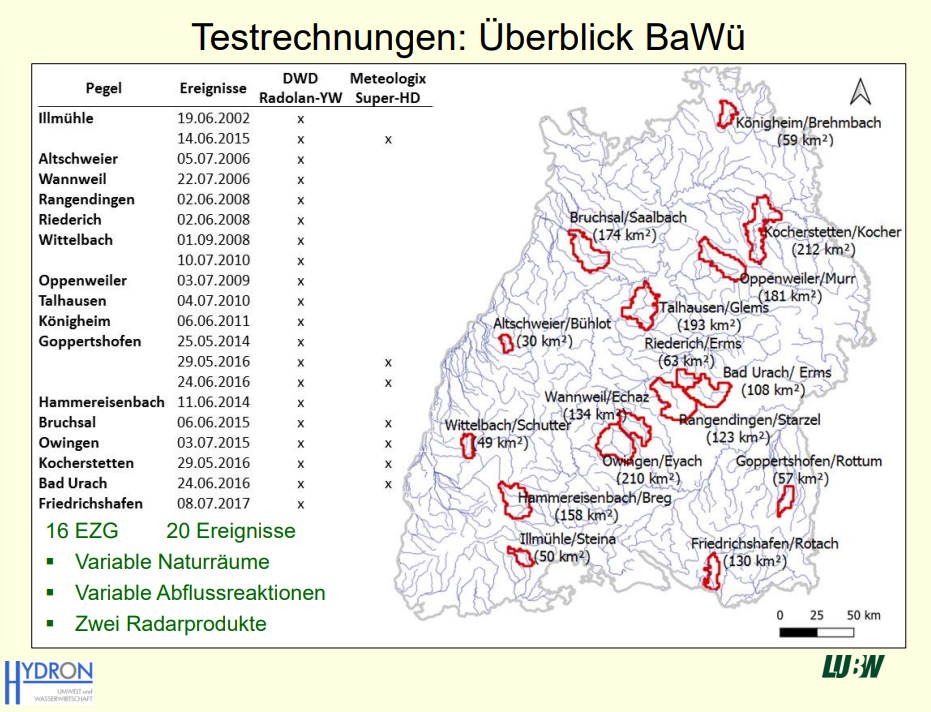 Testrechnungen: Überblick BaWü
Pegel Ereignisse DWD Radolan-YW Meteologix Super-HD
Illmühle 19.06.2002 x
14.06.2015 x x
Altschweier 05.07.2006 x
Wannweil 22.07.2006 x
Rangendingen 02.06.2008 x
Riederich 02.06.2008 x
Wittelbach 01.09.2008 x
10.07.2010 x
Oppenweiler 03.07.2009 x
Talhausen 04.07.2010 x
Königheim 06.06.2011 x
Goppertshofen 25.05.2014 x
29.05.2016 x x
24.06.2016 x x
Hammereisenbach 11.06.2014 x
Bruchsal 06.06.2015 x x
Owingen 03.07.2015 x x
Kocherstetten 29.05.2016 x x
Bad Urach 24.06.2016 x x
Friedrichshafen 08.07.2017 x
16 EZG 20 Ereignisse
▪ Variable Naturräume
▪ Variable Abflussreaktionen
▪ Zwei Radarprodukte
Königheim/Brehmbach
(59 km²)
Bruchsal/Saalbach
(174 km²)
Kocherstetten/Kocher
(212 km²)
Oppenweiler/Murr
(181 km²)
Talhausen/Glems
(193 km²)
Altschweier/Bühlot
(30 km²)
Riederich/Erms
(63 km²)
Bad Urach/ Erms
(108 km²)
Wannweil/Echaz
(134 km²)
Rangendingen/Starzel
(123 km²)
Wittelbach/Schutter
(49 km²)
Owingen/Eyach
(210 km²)
Goppertshofen/Rottum
(57 km²)
Hammereisenbach/Breg
(158 km²)
Illmühle/Steina
(50 km²)
Friedrichshafen/Rotach
(130 km²)
0 25 50 km
HYDRON
UMWELT und
WASSERWIRTSCHAFT
LUBW